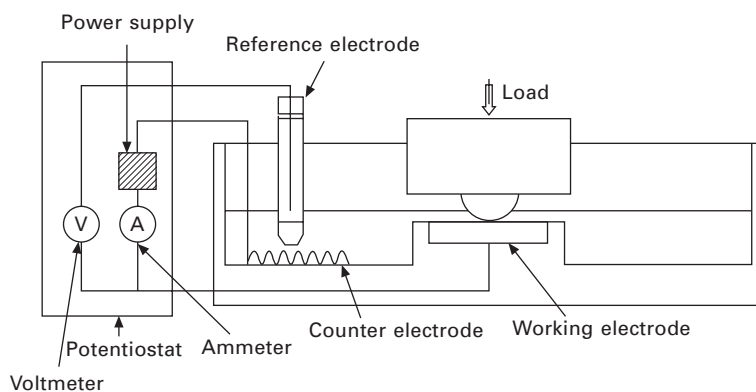 Power supply
Reference electrode
Load
V
A
Counter electrode
Working electrode
Potentiostat
Ammeter
Voltmeter